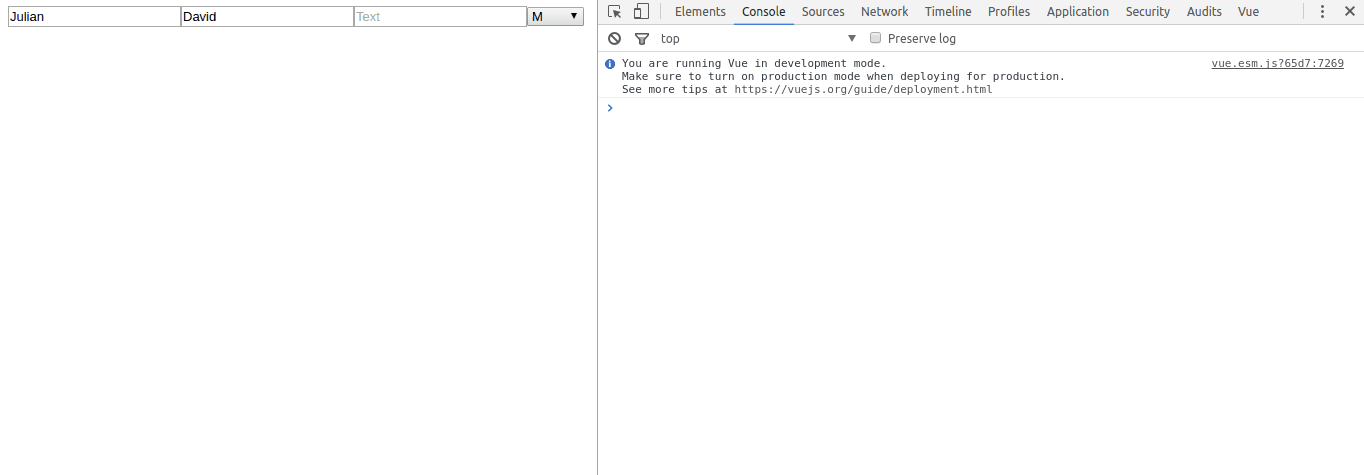 Julian David Text M
Elements Console Sources Network Timeline Profiles Application Security Audits Vue
top Preserve log
You are running Vue in development mode. vue.esm.js?65d7:7269
Make sure to turn on production mode when deploying for production.
See more tips at https://vuejs.org/guide/deployment.html